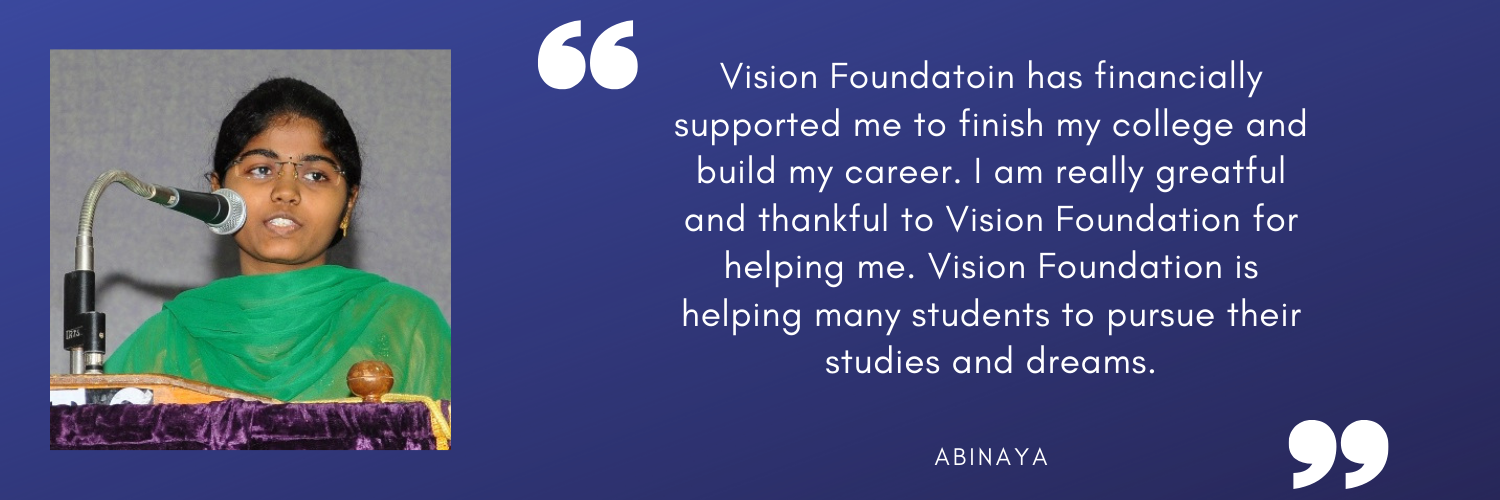 “
Vision Foundatoin has financially
supported me to finish my college and
build my career. I am really greatful
and thankful to Vision Foundation for
helping me. Vision Foundation is
helping many students to pursue their
studies and dreams.
ABINAYA
”